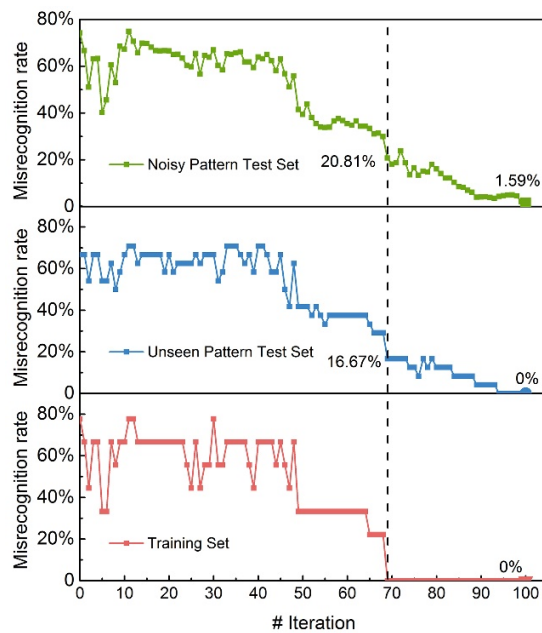 80%
60%
40%
20%
0
Misrecognition rate
Noisy Pattern Test Set
20.81%
1.59%
80%
60%
40%
20%
0
Misrecognition rate
Unseen Pattern Test Set
16.67%
0%
80%
60%
40%
20%
0
Misrecognition rate
Training Set
0%
0 10 20 30 40 50 60 70 80 90 100
# Iteration